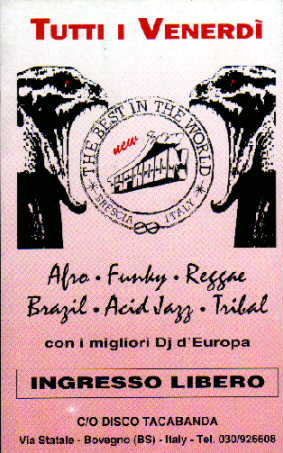 TUTTI I VENERDÌ
THE BEST IN THE WORLD
new
BRESCIA ITALY
Afro • Funky • Reggae
Brazil • Acid Jazz • Tribal
con i migliori Dj d'Europa
INGRESSO LIBERO
C/O DISCO TACABANDA
Via Statale - Bovegno (BS) - Italy - Tel. 030/926608